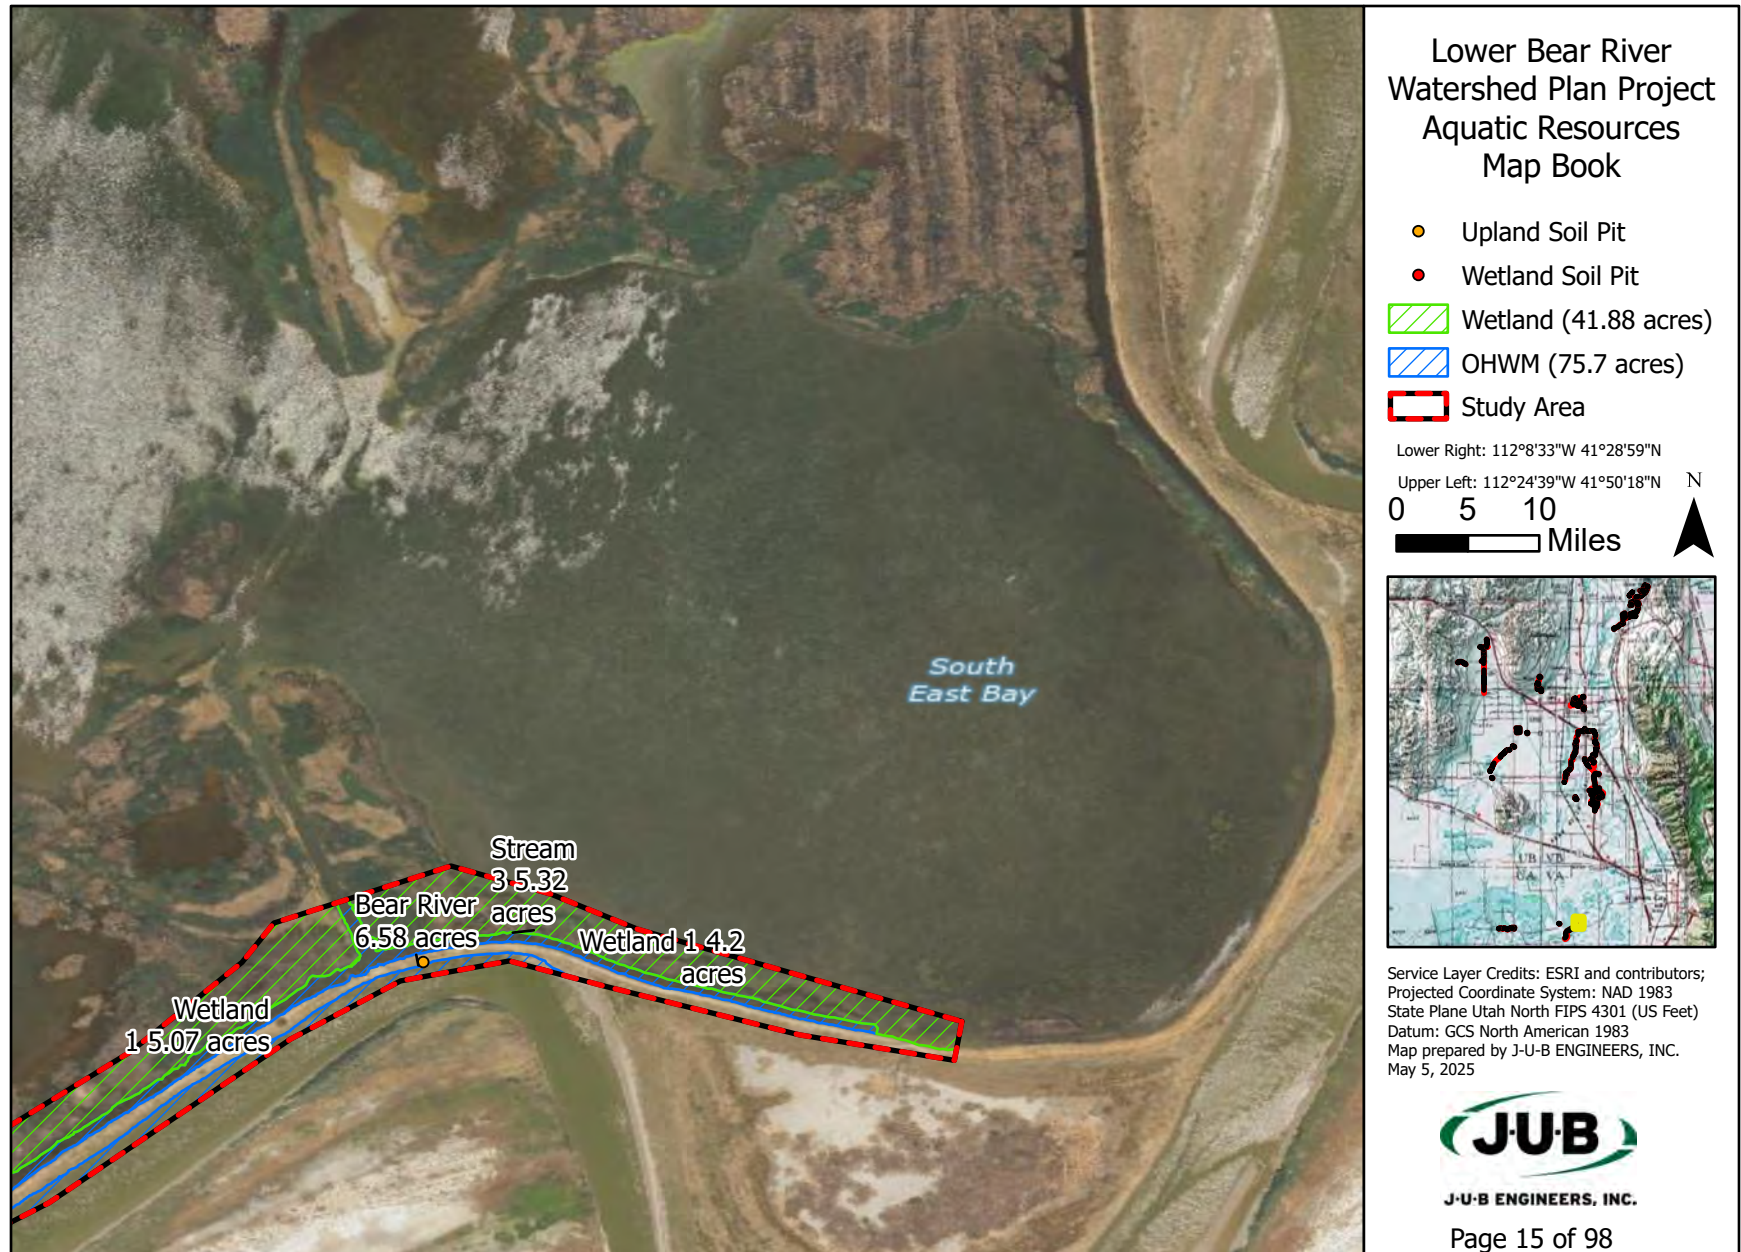 Lower Bear River
Watershed Plan Project
Aquatic Resources
Map Book
Upland Soil Pit
Wetland Soil Pit
Wetland (41.88 acres)
OHWM (75.7 acres)
Study Area
Lower Right: 112°8'33"W 41°28'59"N
Upper Left: 112°24'39"W 41°50'18"N
N
0 5 10
Miles
South
East Bay
Stream
3 5.32
acres
Bear River
6.58 acres
Wetland 1 4.2
acres
Wetland
1 5.07 acres
Service Layer Credits: ESRI and contributors;
Projected Coordinate System: NAD 1983
State Plane Utah North FIPS 4301 (US Feet)
Datum: GCS North American 1983
Map prepared by J-U-B ENGINEERS, INC.
May 5, 2025
J·U·B
J·U·B ENGINEERS, INC.
Page 15 of 98